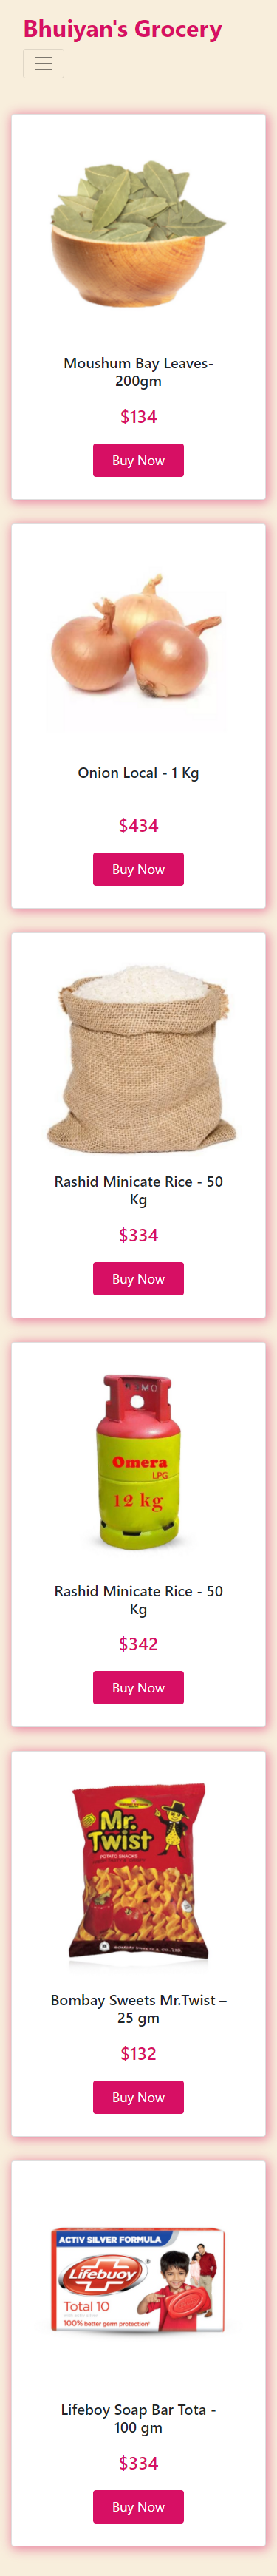 Bhuiyan's Grocery
Moushum Bay Leaves-
200gm
$134
Buy Now
Onion Local - 1 Kg
$434
Buy Now
Rashid Minicate Rice - 50
Kg
$334
Buy Now
Omera
LPG
12 kg
Rashid Minicate Rice - 50
Kg
$342
Buy Now
Mr.
Twist
POTATO SNACKS
Bombay Sweets Mr.Twist –
25 gm
$132
Buy Now
ACTIV SILVER FORMULA
Lifebuoy
Total 10
100% better germ protection
Lifeboy Soap Bar Tota -
100 gm
$334
Buy Now